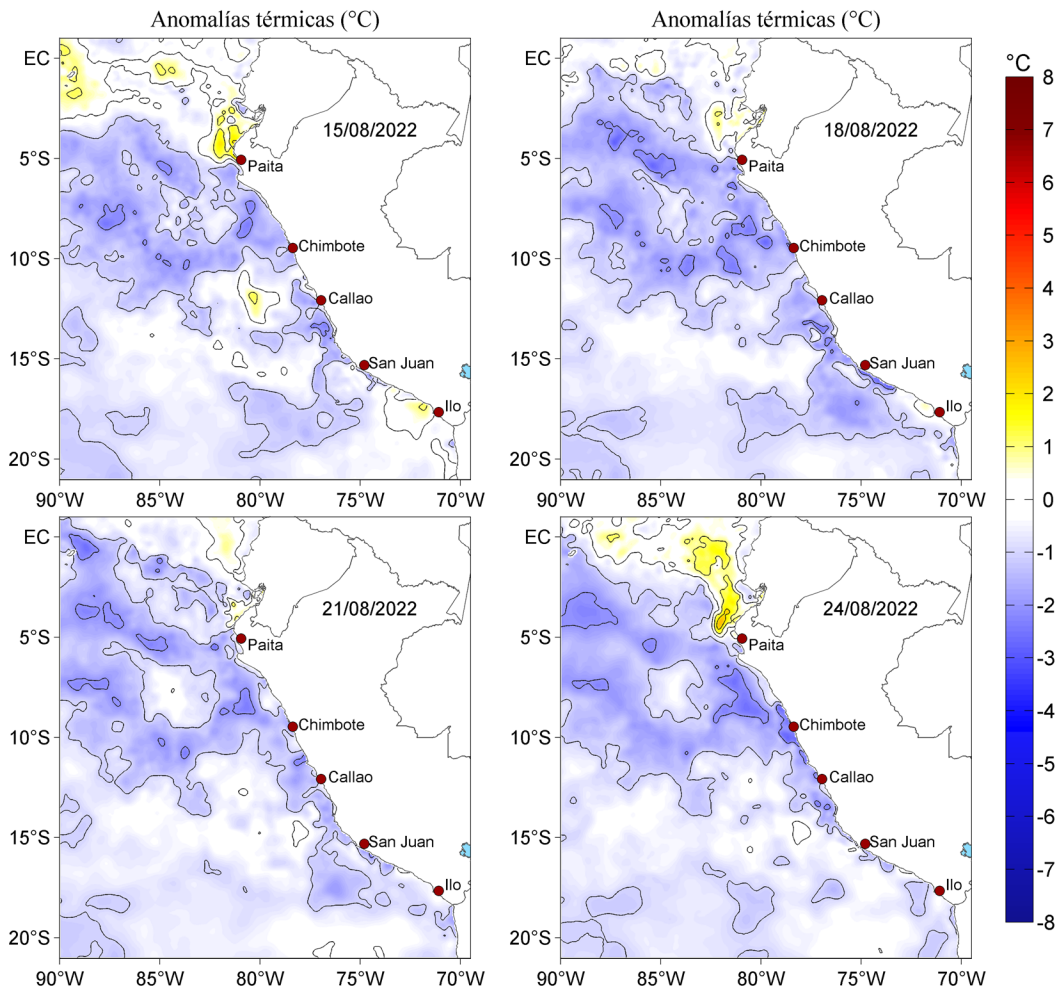 Anomalías térmicas (°C)
Anomalías térmicas (°C)
°C
EC
5°S
10°S
15°S
20°S
90°W
85°W
80°W
75°W
70°W
15/08/2022
Paita
Chimbote
Callao
San Juan
Ilo
EC
5°S
10°S
15°S
20°S
90°W
85°W
80°W
75°W
70°W
18/08/2022
Paita
Chimbote
Callao
San Juan
Ilo
EC
5°S
10°S
15°S
20°S
90°W
85°W
80°W
75°W
70°W
21/08/2022
Paita
Chimbote
Callao
San Juan
Ilo
EC
5°S
10°S
15°S
20°S
90°W
85°W
80°W
75°W
70°W
24/08/2022
Paita
Chimbote
Callao
San Juan
Ilo
8
7
6
5
4
3
2
1
0
-1
-2
-3
-4
-5
-6
-7
-8